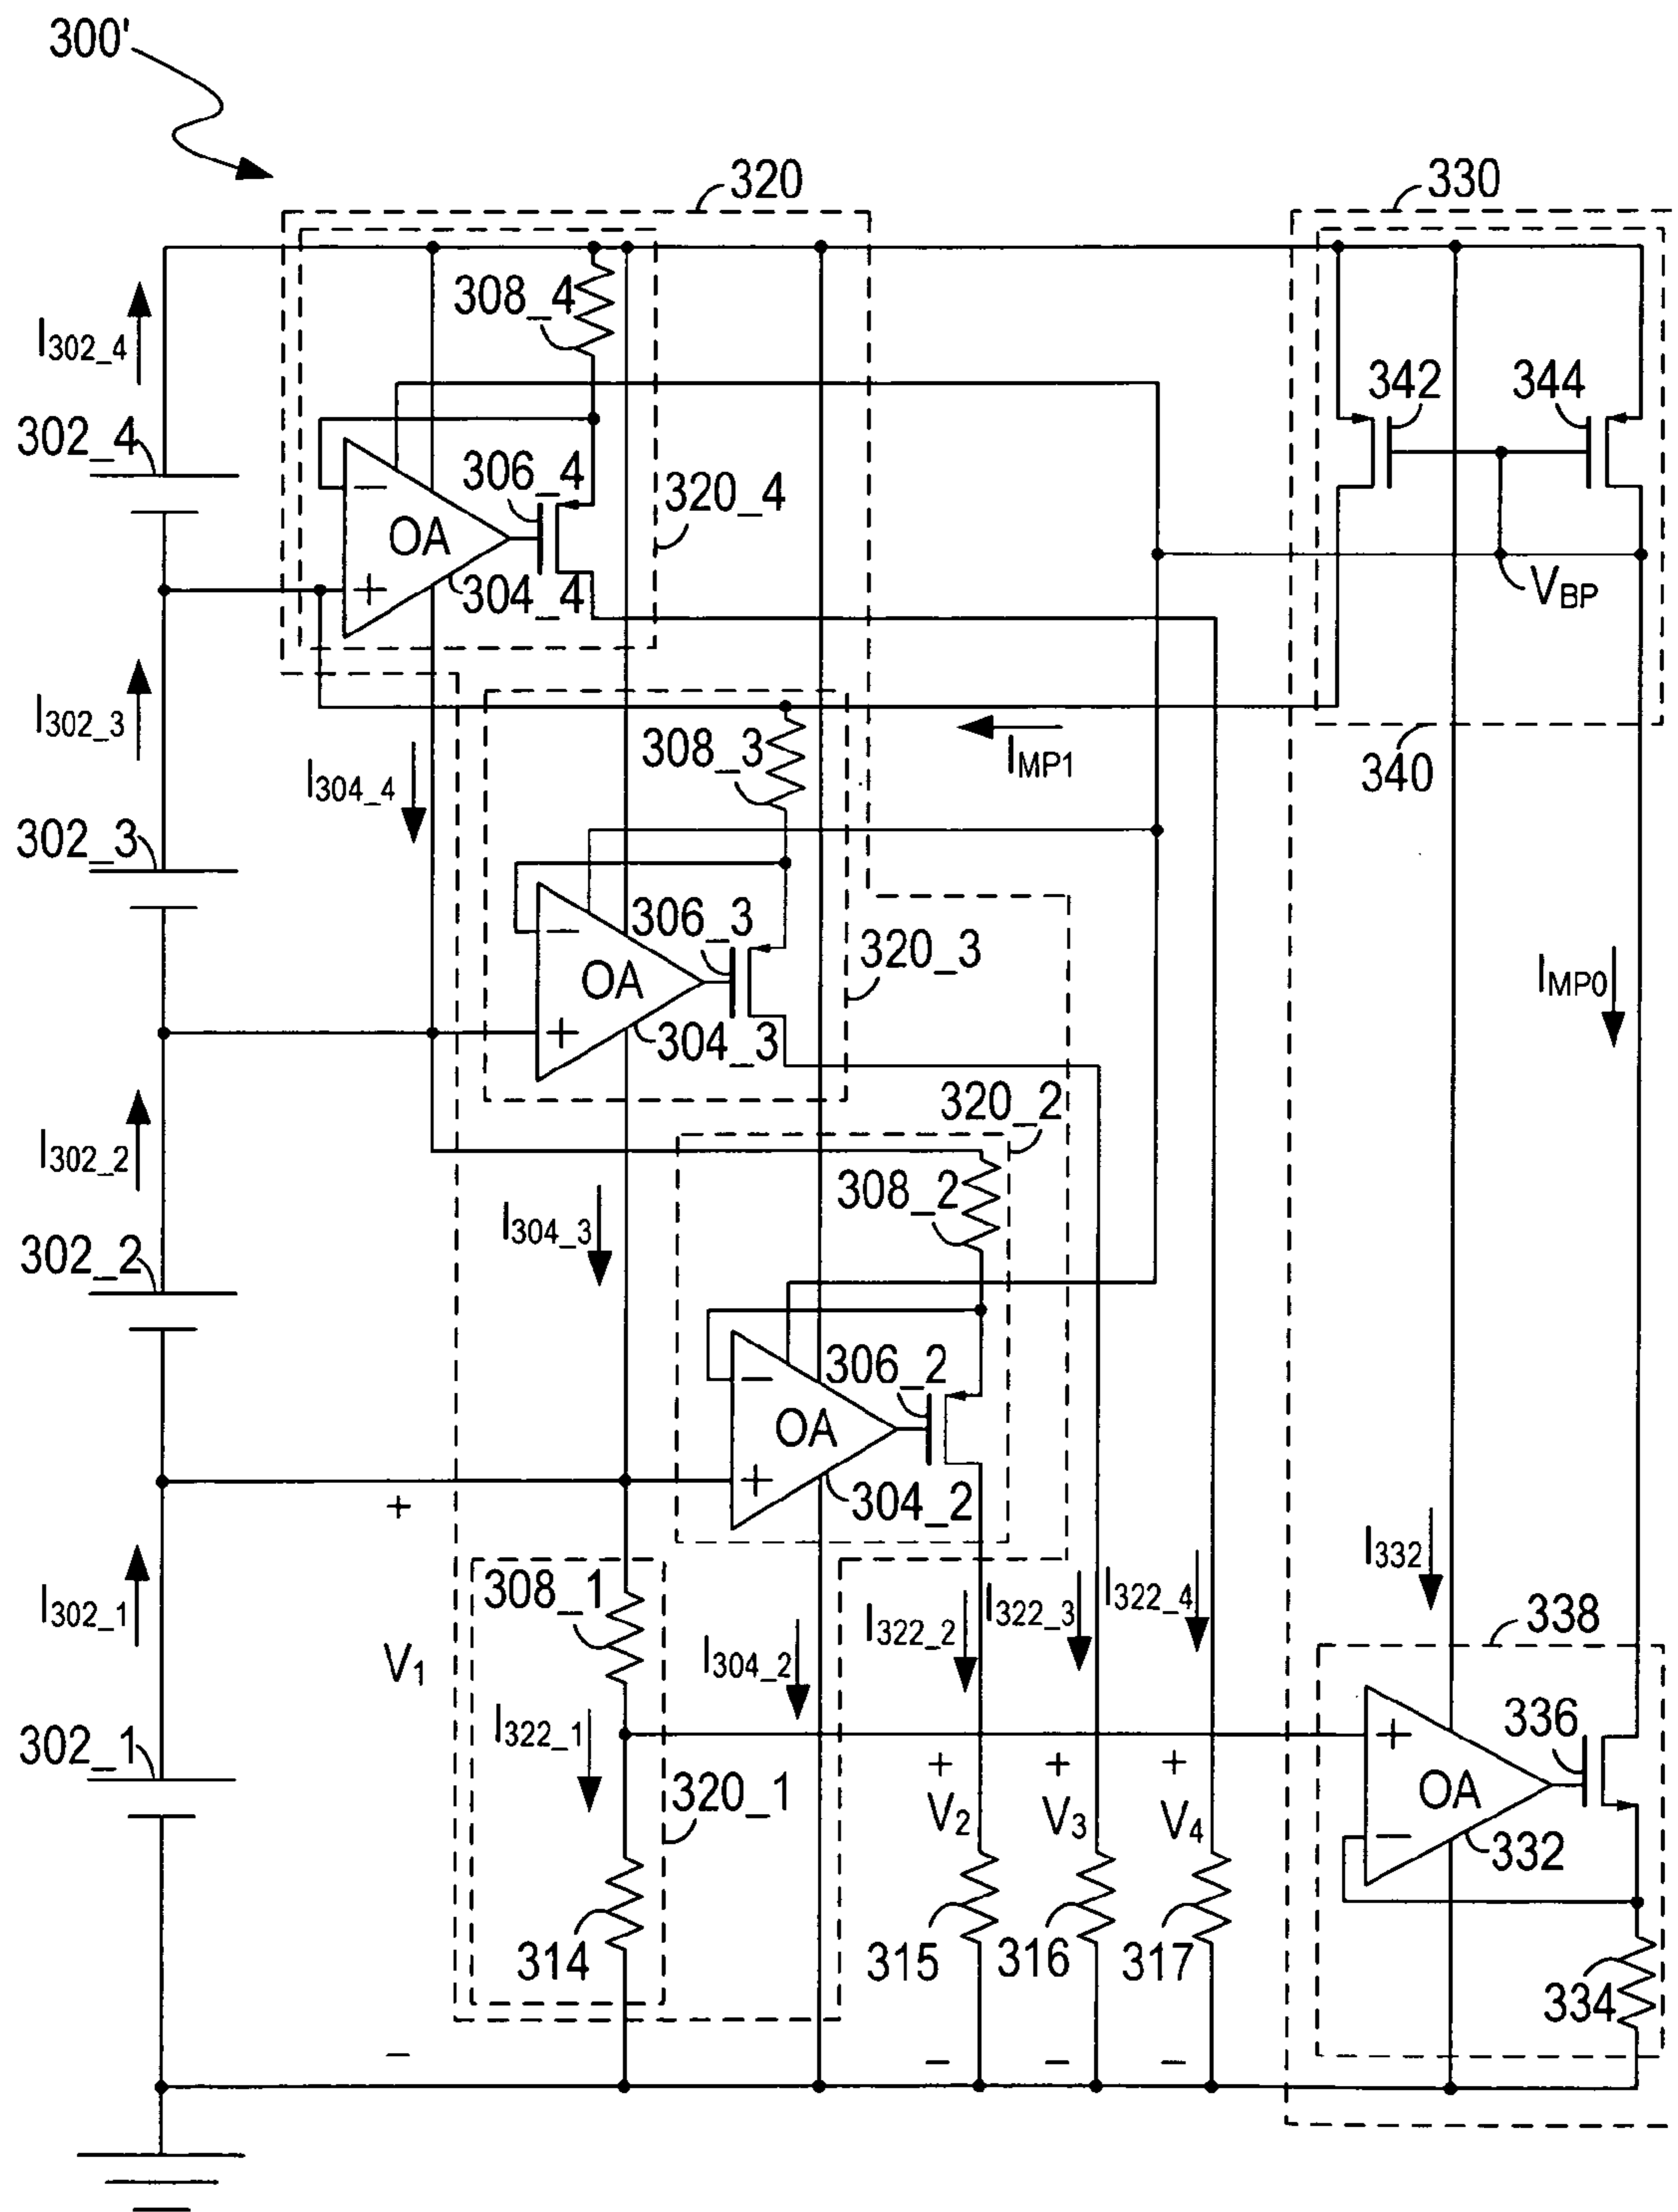 300'
320
330
308_4
I302_4
342
344
302_4
306_4
320_4
−
OA
+
304_4
VBP
I302_3
308_3
IMP1
340
I304_4
302_3
306_3
320_3
−
OA
+
304_3
IMP0
320_2
I302_2
308_2
I304_3
302_2
306_2
−
OA
+
304_2
+
I332
308_1
I302_1
I322_2
I322_3
I322_4
338
V1
I304_2
I322_1
+
336
302_1
320_1
+
+
+
OA
V2
V3
V4
−
332
314
315
316
317
334
−
−
−
−